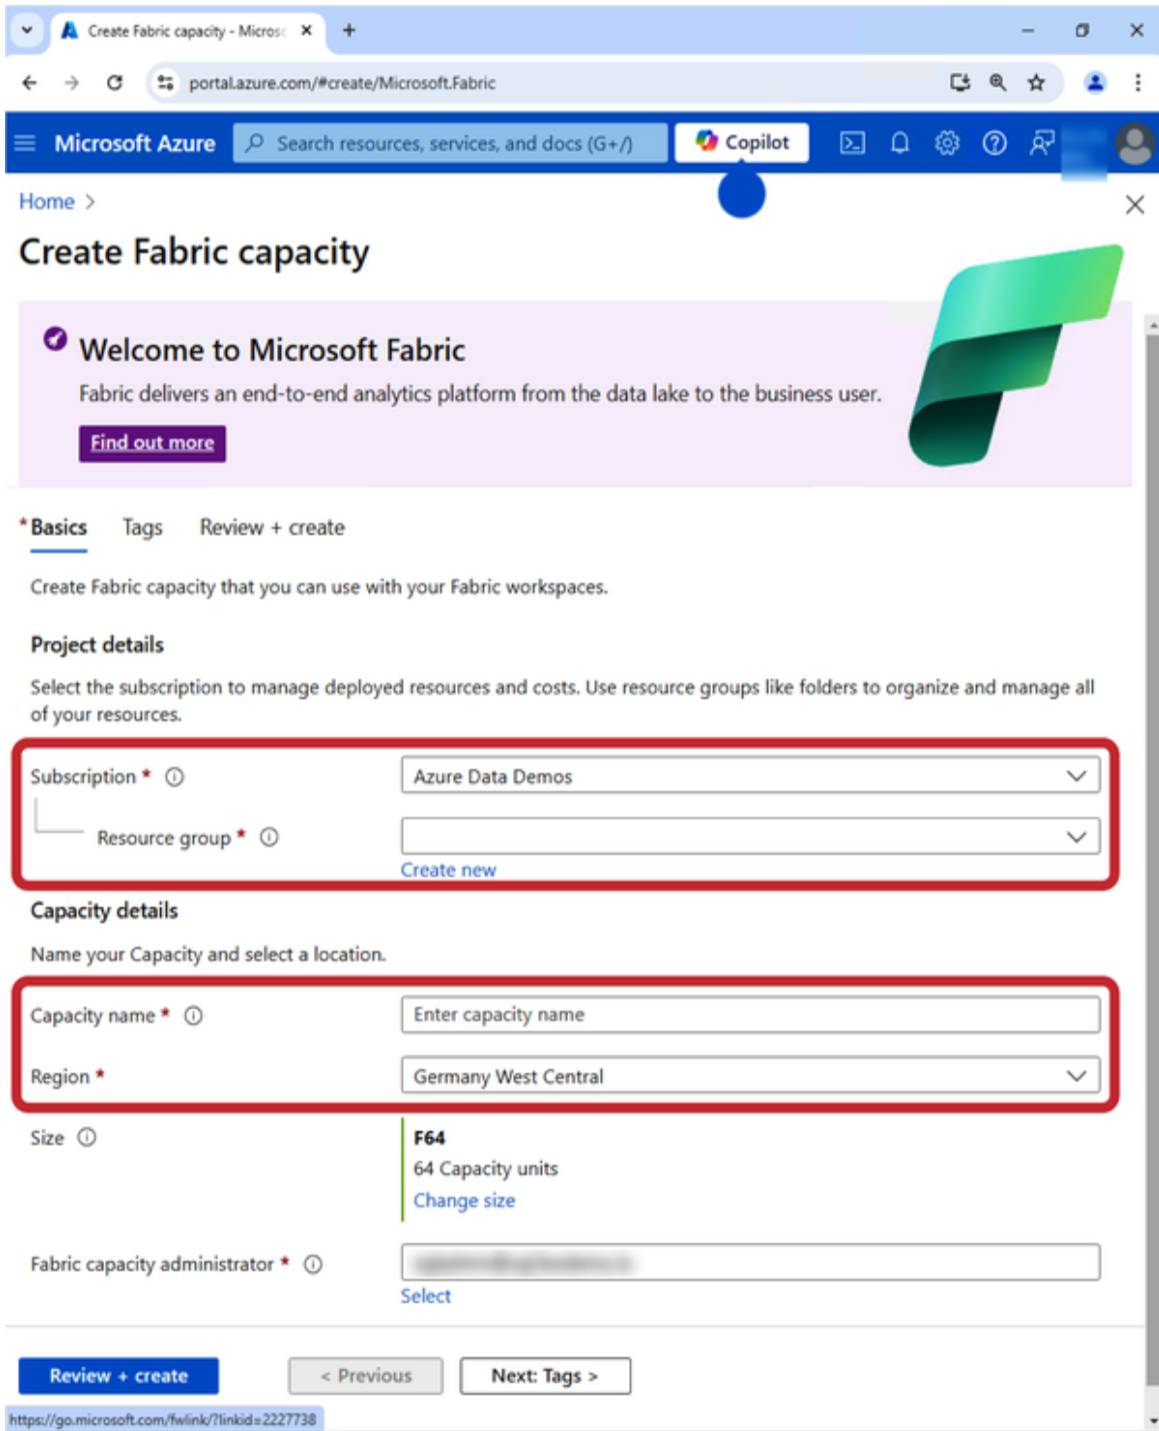 Create Fabric capacity - Microsc
portal.azure.com/#create/Microsoft.Fabric
Microsoft Azure
Search resources, services, and docs (G+/)
Copilot
Home >
Create Fabric capacity
Welcome to Microsoft Fabric
Fabric delivers an end-to-end analytics platform from the data lake to the business user.
Find out more
* Basics Tags Review + create
Create Fabric capacity that you can use with your Fabric workspaces.
Project details
Select the subscription to manage deployed resources and costs. Use resource groups like folders to organize and manage all
of your resources.
Subscription * Azure Data Demos
Resource group *
Create new
Capacity details
Name your Capacity and select a location.
Capacity name * Enter capacity name
Region * Germany West Central
Size F64
64 Capacity units
Change size
Fabric capacity administrator *
Select
Review + create < Previous Next: Tags >
https://go.microsoft.com/fwlink/?linkid=2227738